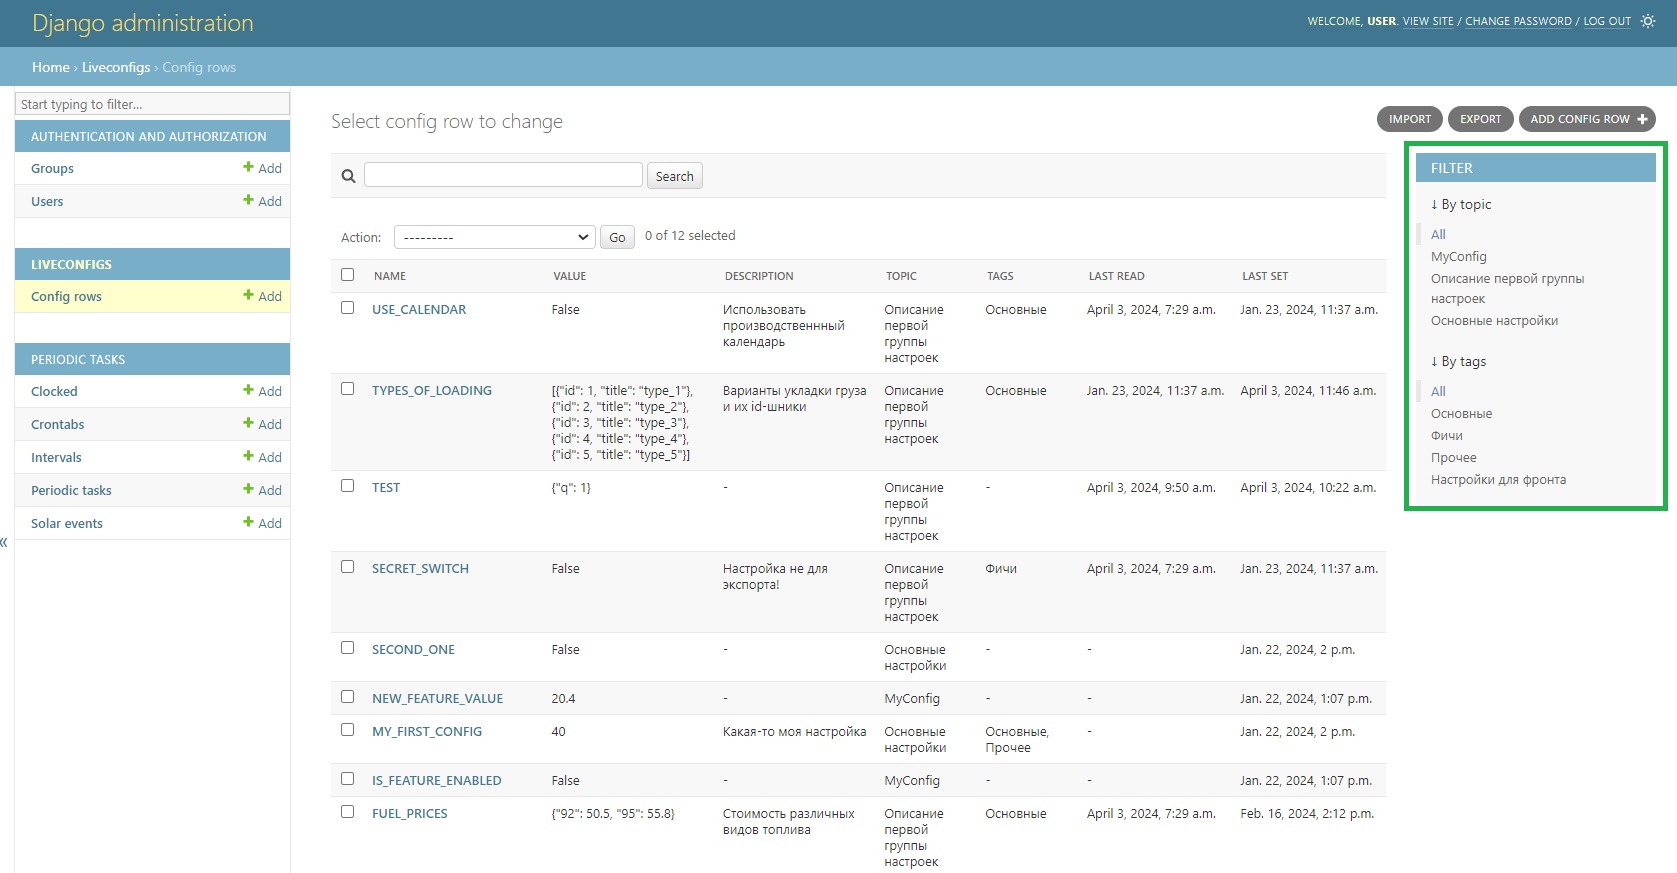 Django administration
WELCOME, USER. VIEW SITE / CHANGE PASSWORD / LOG OUT
Home › Liveconfigs › Config rows
Start typing to filter...
AUTHENTICATION AND AUTHORIZATION
Groups + Add
Users + Add
LIVECONFIGS
Config rows + Add
PERIODIC TASKS
Clocked + Add
Crontabs + Add
Intervals + Add
Periodic tasks + Add
Solar events + Add
«
Select config row to change
IMPORT
EXPORT
ADD CONFIG ROW +
Search
Action: --------- Go 0 of 12 selected
NAME VALUE DESCRIPTION TOPIC TAGS LAST READ LAST SET
USE_CALENDAR
False
Использовать
производственнный
календарь
Описание
первой
группы
настроек
Основные
April 3, 2024, 7:29 a.m.
Jan. 23, 2024, 11:37 a.m.
TYPES_OF_LOADING
[{"id": 1, "title": "type_1"},
{"id": 2, "title": "type_2"},
{"id": 3, "title": "type_3"},
{"id": 4, "title": "type_4"},
{"id": 5, "title": "type_5"}]
Варианты укладки груза
и их id-шники
Описание
первой
группы
настроек
Основные
Jan. 23, 2024, 11:37 a.m.
April 3, 2024, 11:46 a.m.
TEST
{"q": 1}
-
Описание
первой
группы
настроек
-
April 3, 2024, 9:50 a.m.
April 3, 2024, 10:22 a.m.
SECRET_SWITCH
False
Настройка не для
экспорта!
Описание
первой
группы
настроек
Фичи
April 3, 2024, 7:29 a.m.
Jan. 23, 2024, 11:37 a.m.
SECOND_ONE
False
-
Основные
настройки
-
-
Jan. 22, 2024, 2 p.m.
NEW_FEATURE_VALUE
20.4
-
MyConfig
-
-
Jan. 22, 2024, 1:07 p.m.
MY_FIRST_CONFIG
40
Какая-то моя настройка
Основные
настройки
Основные,
Прочее
-
Jan. 22, 2024, 2 p.m.
IS_FEATURE_ENABLED
False
-
MyConfig
-
-
Jan. 22, 2024, 1:07 p.m.
FUEL_PRICES
{"92": 50.5, "95": 55.8}
Стоимость различных
видов топлива
Описание
первой
группы
настроек
Основные
April 3, 2024, 7:29 a.m.
Feb. 16, 2024, 2:12 p.m.
FILTER
↓ By topic
All
MyConfig
Описание первой группы
настроек
Основные настройки
↓ By tags
All
Основные
Фичи
Прочее
Настройки для фронта